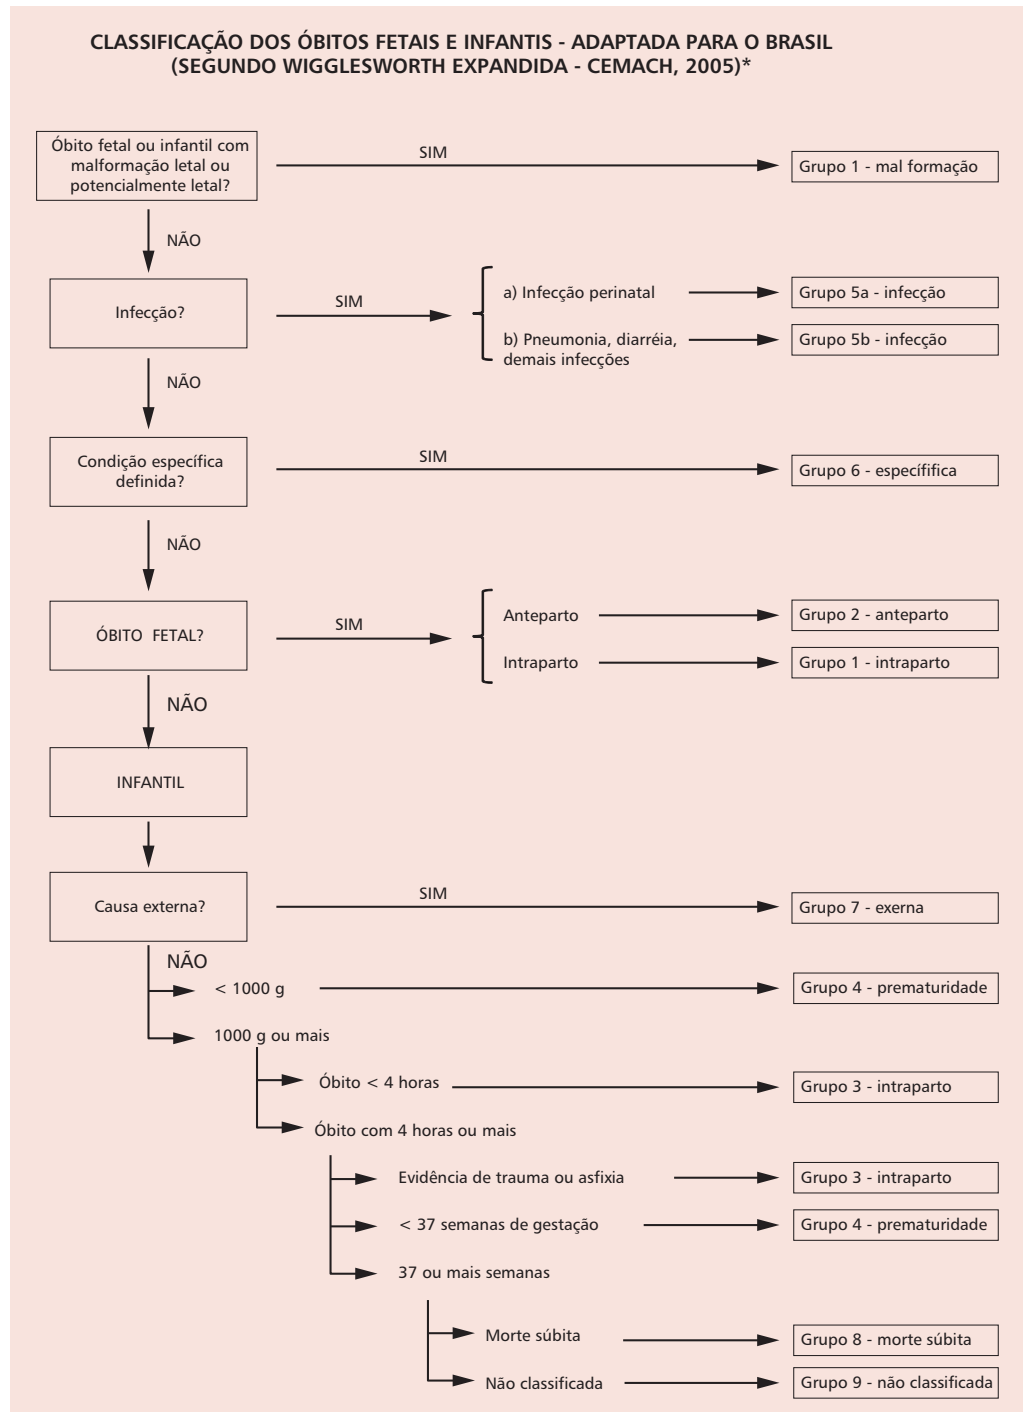 CLASSIFICAÇÃO DOS ÓBITOS FETAIS E INFANTIS - ADAPTADA PARA O BRASIL
(SEGUNDO WIGGLESWORTH EXPANDIDA - CEMACH, 2005)*
Óbito fetal ou infantil com
malformação letal ou
potencialmente letal?
SIM
Grupo 1 - mal formação
NÃO
Infecção?
SIM
a) Infecção perinatal
Grupo 5a - infecção
b) Pneumonia, diarréia,
demais infecções
Grupo 5b - infecção
NÃO
Condição específica
definida?
SIM
Grupo 6 - específifica
NÃO
ÓBITO FETAL?
SIM
Anteparto
Grupo 2 - anteparto
Intraparto
Grupo 1 - intraparto
NÃO
INFANTIL
Causa externa?
SIM
Grupo 7 - exerna
NÃO
< 1000 g
Grupo 4 - prematuridade
1000 g ou mais
Óbito < 4 horas
Grupo 3 - intraparto
Óbito com 4 horas ou mais
Evidência de trauma ou asfixia
Grupo 3 - intraparto
< 37 semanas de gestação
Grupo 4 - prematuridade
37 ou mais semanas
Morte súbita
Grupo 8 - morte súbita
Não classificada
Grupo 9 - não classificada